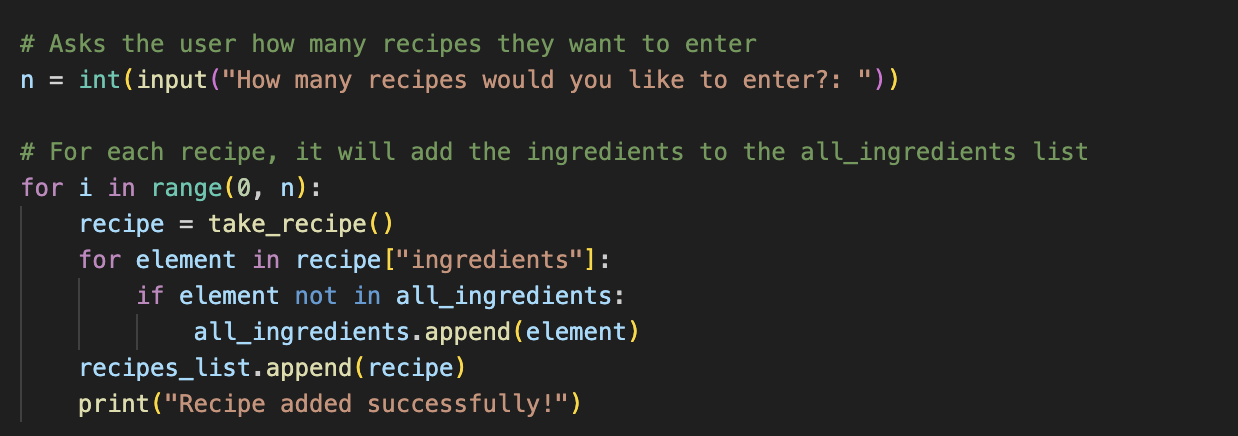 # Asks the user how many recipes they want to enter
n = int(input("How many recipes would you like to enter?: "))
# For each recipe, it will add the ingredients to the all_ingredients list
for i in range(0, n):
    recipe = take_recipe()
    for element in recipe["ingredients"]:
        if element not in all_ingredients:
            all_ingredients.append(element)
    recipes_list.append(recipe)
    print("Recipe added successfully!")